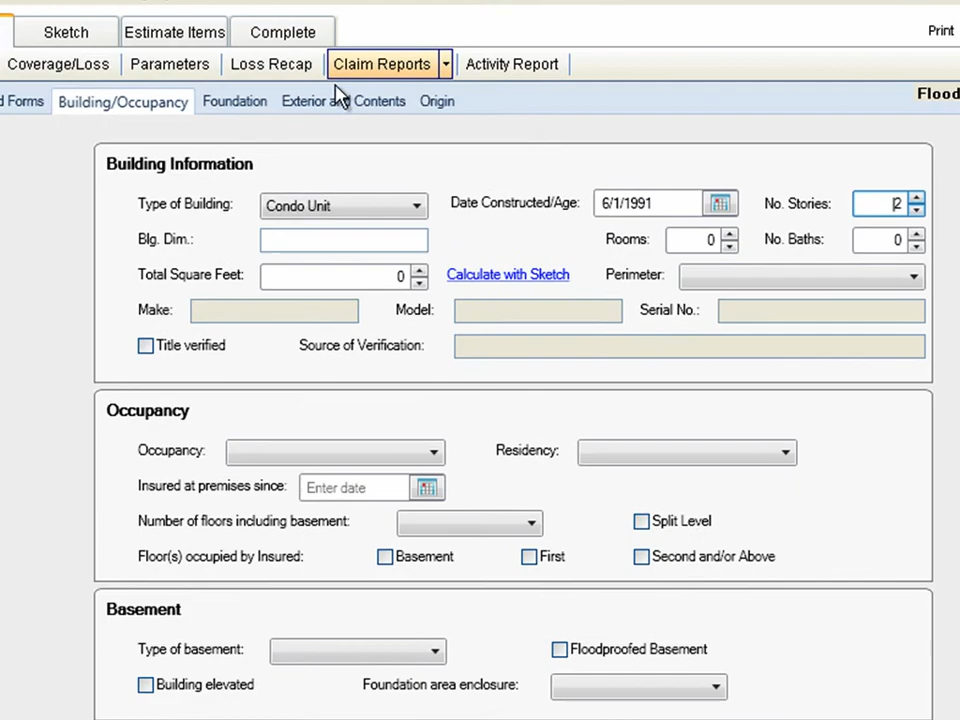 Sketch Estimate Items Complete Print
Coverage/Loss Parameters Loss Recap Claim Reports Activity Report
d Forms Building/Occupancy Foundation Exterior and Contents Origin Flood
Building Information
Type of Building: Condo Unit Date Constructed/Age: 6/1/1991 No. Stories: 2
Blg. Dim.: Rooms: 0 No. Baths: 0
Total Square Feet: 0 Calculate with Sketch Perimeter:
Make: Model: Serial No.:
Title verified Source of Verification:
Occupancy
Occupancy: Residency:
Insured at premises since: Enter date
Number of floors including basement: Split Level
Floor(s) occupied by Insured: Basement First Second and/or Above
Basement
Type of basement: Floodproofed Basement
Building elevated Foundation area enclosure: